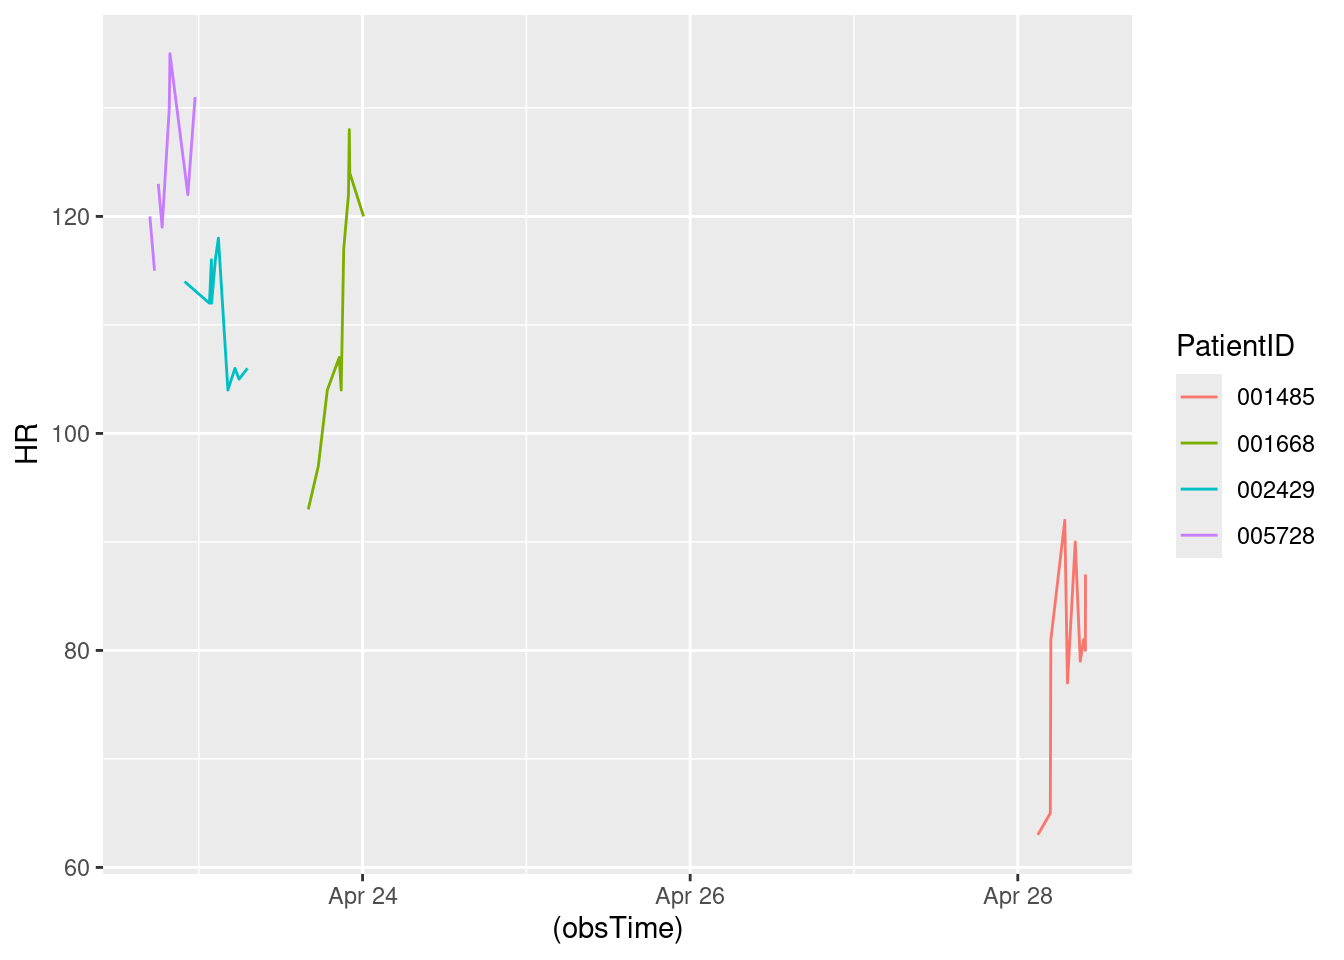 HR
120
100
80
60
Apr 24
Apr 26
Apr 28
(obsTime)
PatientID
001485
001668
002429
005728